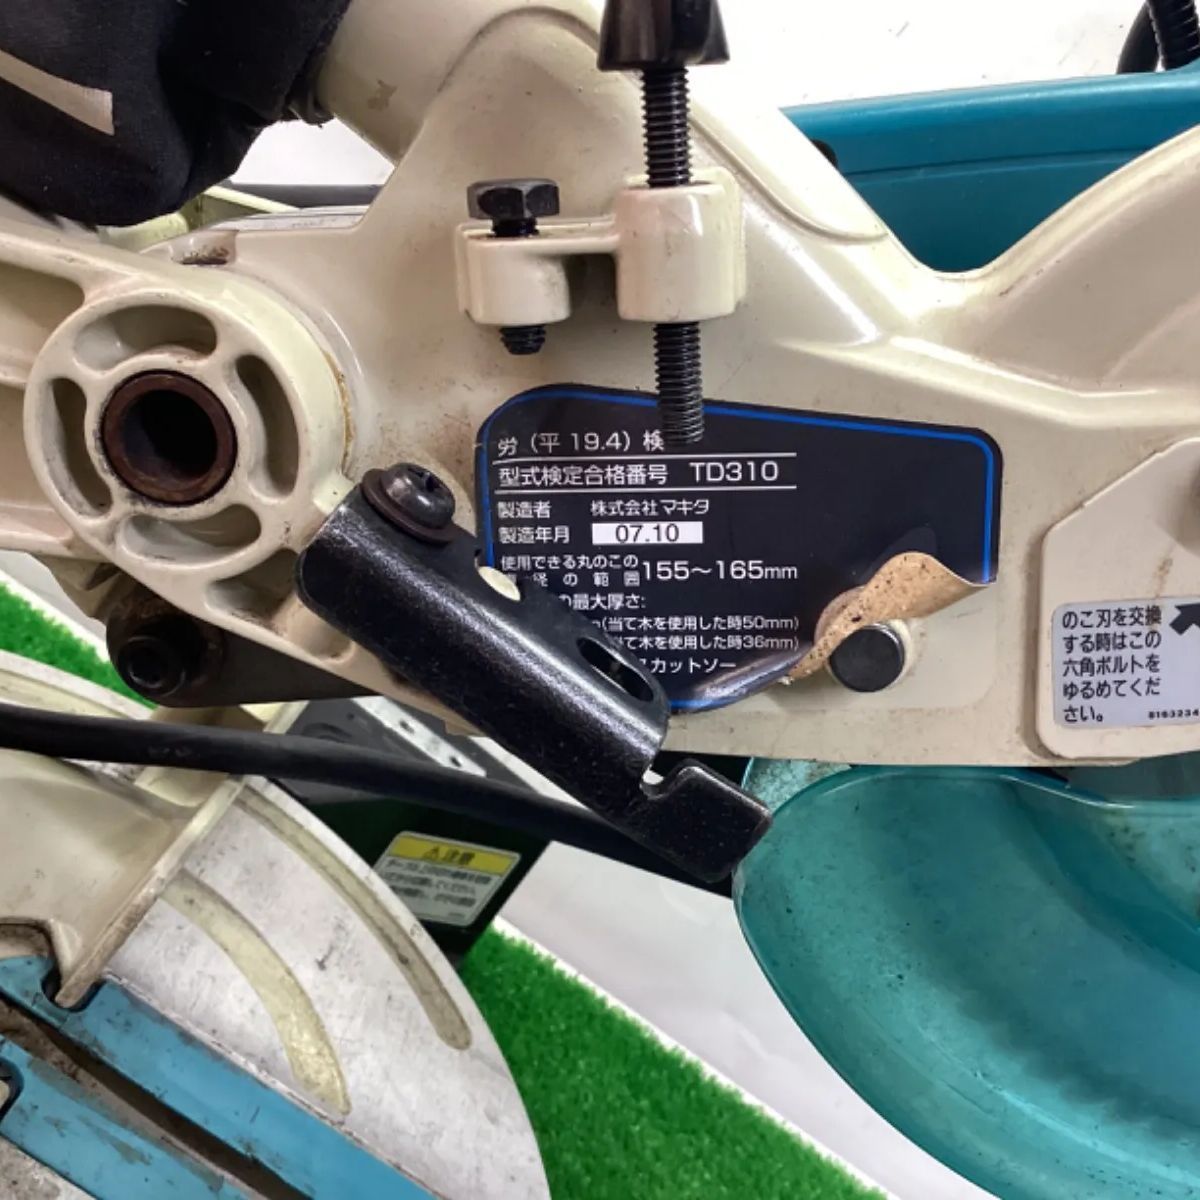 労（平 19.4）検
型式検定合格番号 TD310
製造者 株式会社マキタ
製造年月 07.10
使用できる丸のこの
径の範囲 155〜165mm
の最大厚さ:
(当て木を使用した時50mm)
当て木を使用した時36mm)
スカットソー
のこ刃を交換
する時はこの
六角ボルトを
ゆるめてくだ
さい。
8163234
注意